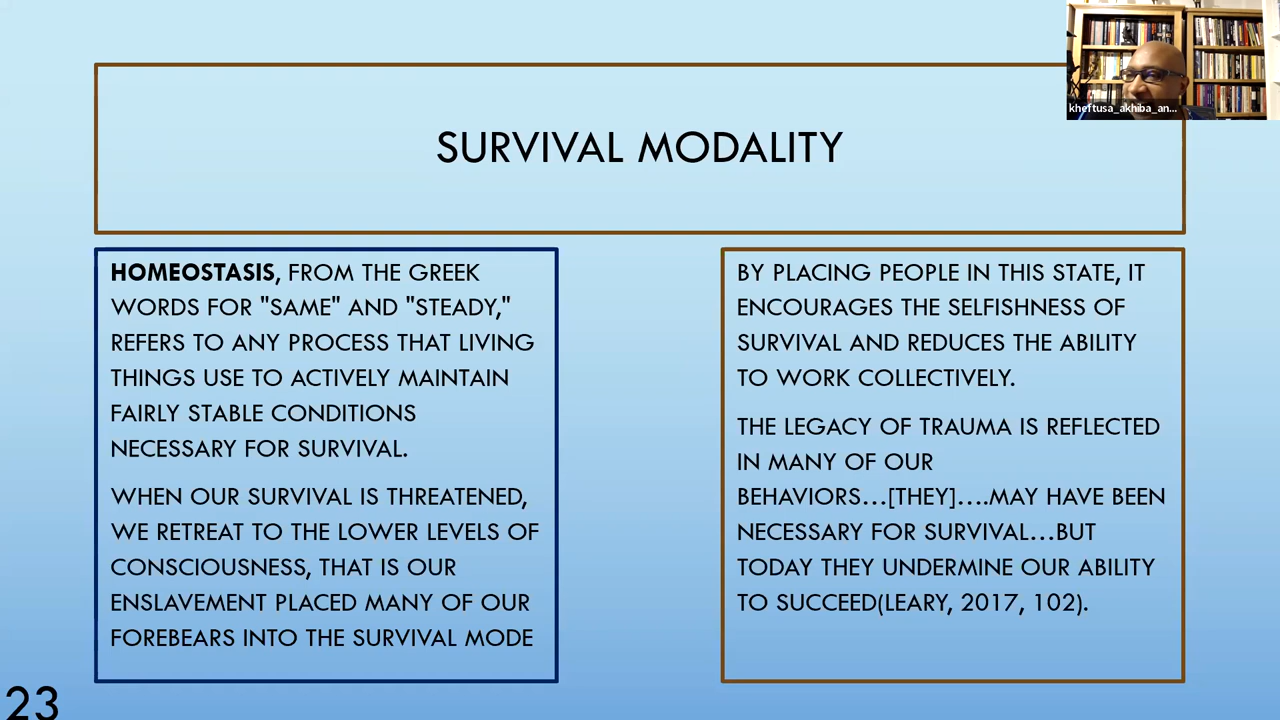 kheftusa_akhiba_an...
SURVIVAL MODALITY
HOMEOSTASIS, FROM THE GREEK
WORDS FOR "SAME" AND "STEADY,"
REFERS TO ANY PROCESS THAT LIVING
THINGS USE TO ACTIVELY MAINTAIN
FAIRLY STABLE CONDITIONS
NECESSARY FOR SURVIVAL.
WHEN OUR SURVIVAL IS THREATENED,
WE RETREAT TO THE LOWER LEVELS OF
CONSCIOUSNESS, THAT IS OUR
ENSLAVEMENT PLACED MANY OF OUR
FOREBEARS INTO THE SURVIVAL MODE
BY PLACING PEOPLE IN THIS STATE, IT
ENCOURAGES THE SELFISHNESS OF
SURVIVAL AND REDUCES THE ABILITY
TO WORK COLLECTIVELY.
THE LEGACY OF TRAUMA IS REFLECTED
IN MANY OF OUR
BEHAVIORS...[THEY]....MAY HAVE BEEN
NECESSARY FOR SURVIVAL...BUT
TODAY THEY UNDERMINE OUR ABILITY
TO SUCCEED(LEARY, 2017, 102).
23